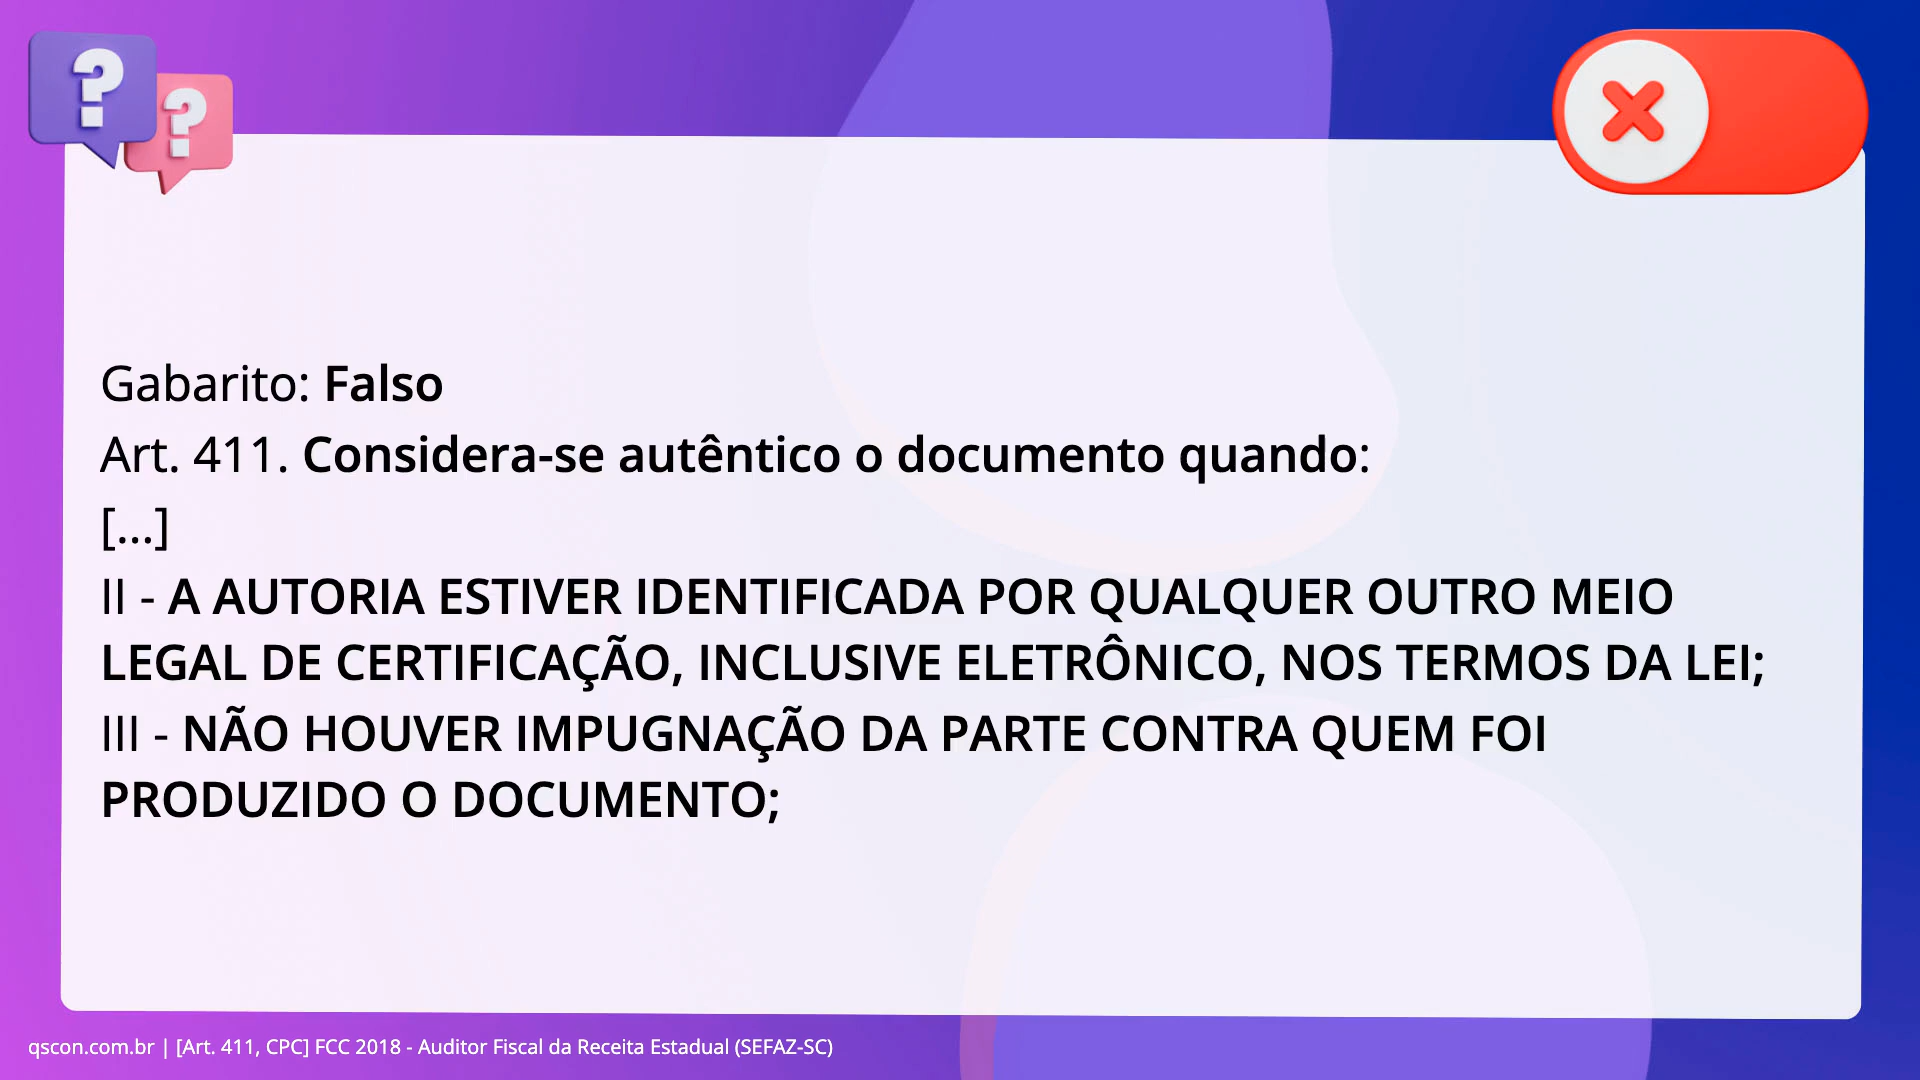 Gabarito: Falso
Art. 411. Considera-se autêntico o documento quando:
[...]
II - A AUTORIA ESTIVER IDENTIFICADA POR QUALQUER OUTRO MEIO
LEGAL DE CERTIFICAÇÃO, INCLUSIVE ELETRÔNICO, NOS TERMOS DA LEI;
III - NÃO HOUVER IMPUGNAÇÃO DA PARTE CONTRA QUEM FOI
PRODUZIDO O DOCUMENTO;
qscon.com.br | [Art. 411, CPC] FCC 2018 - Auditor Fiscal da Receita Estadual (SEFAZ-SC)